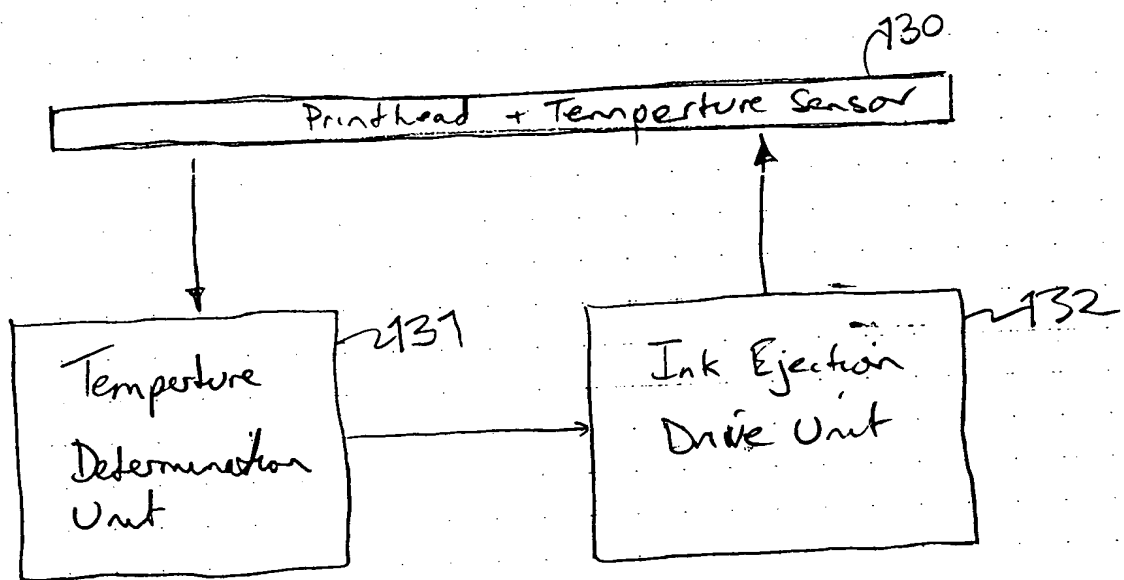 130
Printhead + Temperture Sensor
131
Temperture
Determination
Unit
132
Ink Ejection
Drive Unit